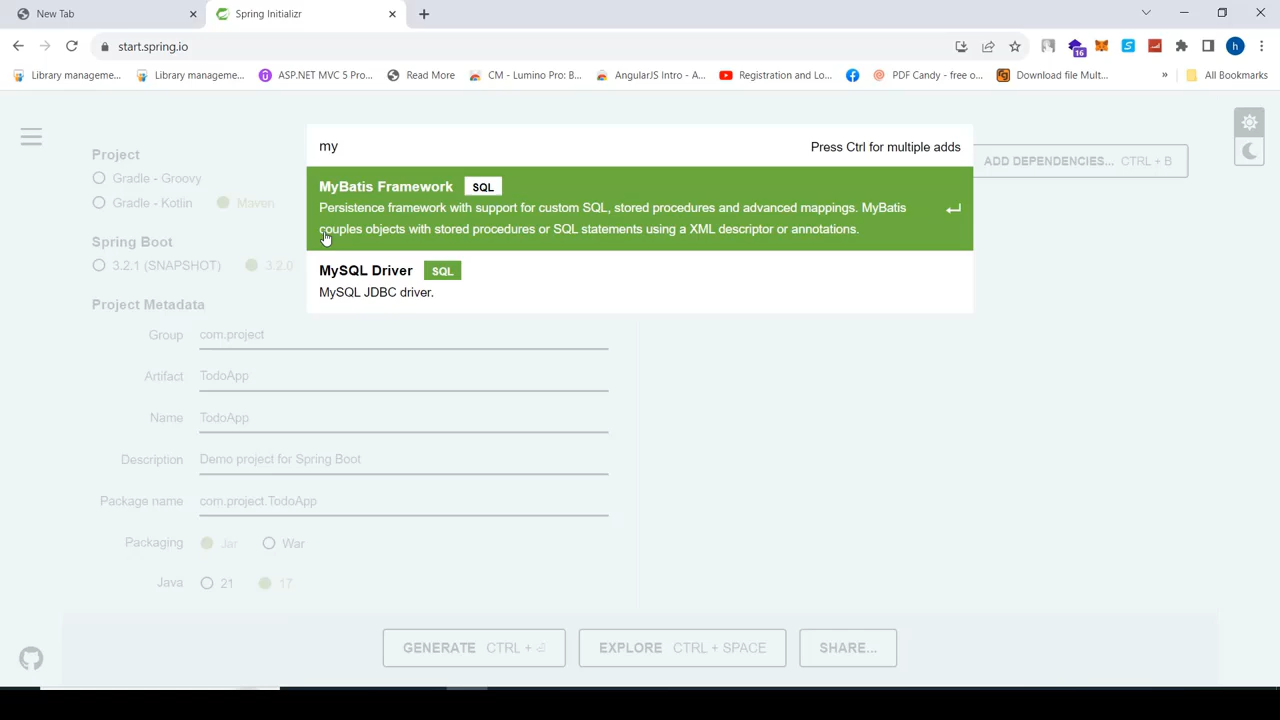 New Tab
Spring Initializr
start.spring.io
16
h
Library manageme...
Library manageme...
ASP.NET MVC 5 Pro...
Read More
CM - Lumino Pro: B...
AngularJS Intro - A...
Registration and Lo...
PDF Candy - free o...
Download file Mult...
»
All Bookmarks
my
Press Ctrl for multiple adds
MyBatis Framework SQL
Persistence framework with support for custom SQL, stored procedures and advanced mappings. MyBatis
couples objects with stored procedures or SQL statements using a XML descriptor or annotations.
MySQL Driver SQL
MySQL JDBC driver.
ADD DEPENDENCIES... CTRL + B
Project
Gradle - Groovy
Gradle - Kotlin Maven
Spring Boot
3.2.1 (SNAPSHOT) 3.2.0
Project Metadata
Group com.project
Artifact TodoApp
Name TodoApp
Description Demo project for Spring Boot
Package name com.project.TodoApp
Packaging Jar War
Java 21 17
GENERATE CTRL + ⏎
EXPLORE CTRL + SPACE
SHARE...